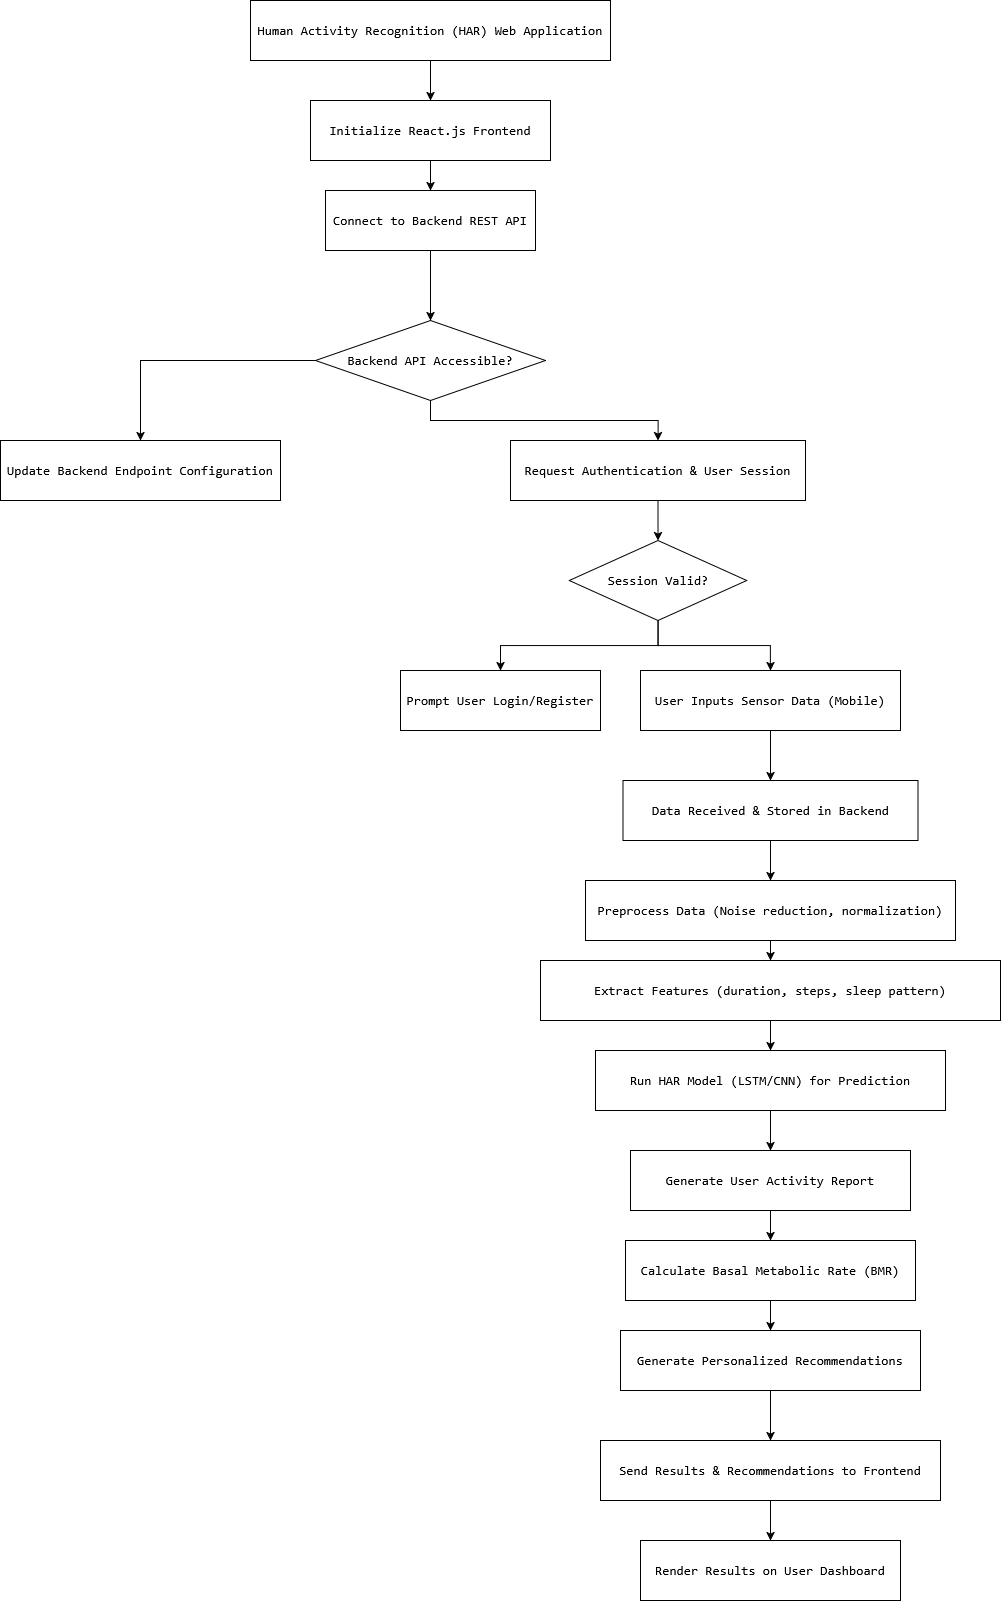 Human Activity Recognition (HAR) Web Application
Initialize React.js Frontend
Connect to Backend REST API
Backend API Accessible?
Update Backend Endpoint Configuration
Request Authentication & User Session
Session Valid?
Prompt User Login/Register
User Inputs Sensor Data (Mobile)
Data Received & Stored in Backend
Preprocess Data (Noise reduction, normalization)
Extract Features (duration, steps, sleep pattern)
Run HAR Model (LSTM/CNN) for Prediction
Generate User Activity Report
Calculate Basal Metabolic Rate (BMR)
Generate Personalized Recommendations
Send Results & Recommendations to Frontend
Render Results on User Dashboard